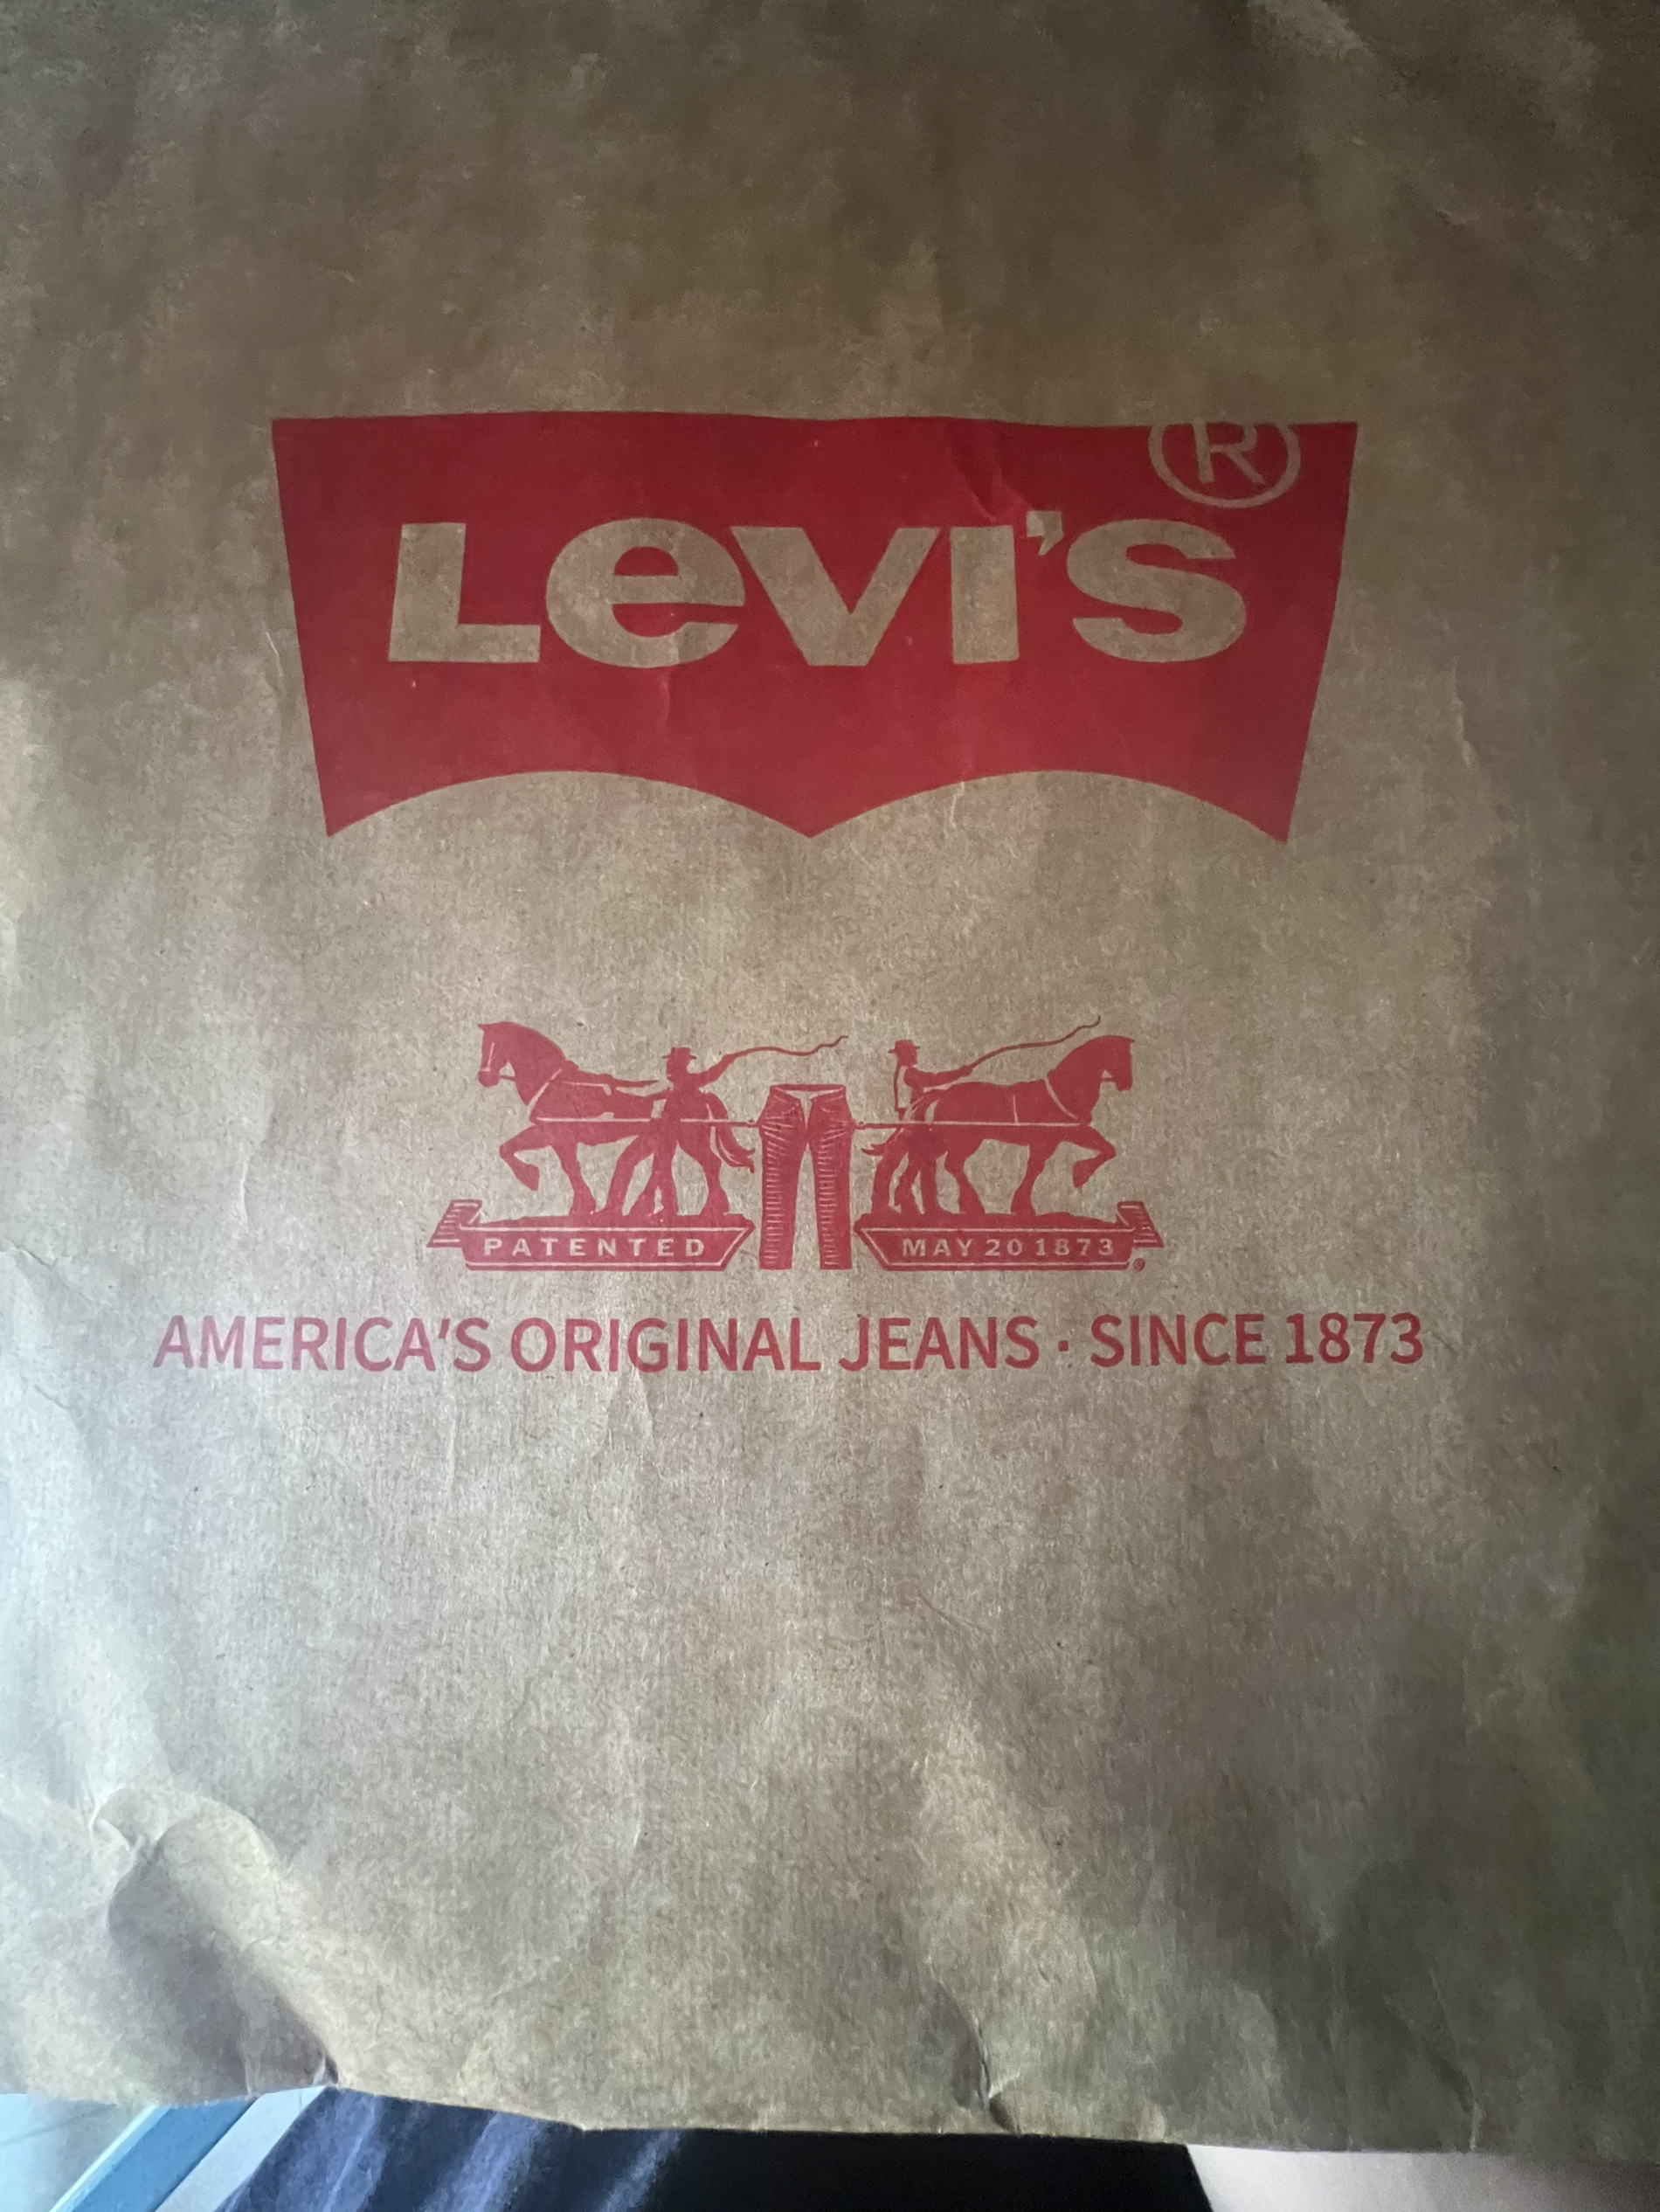 Levi's®
PATENTED MAY 20 1873 ®
AMERICA'S ORIGINAL JEANS · SINCE 1873